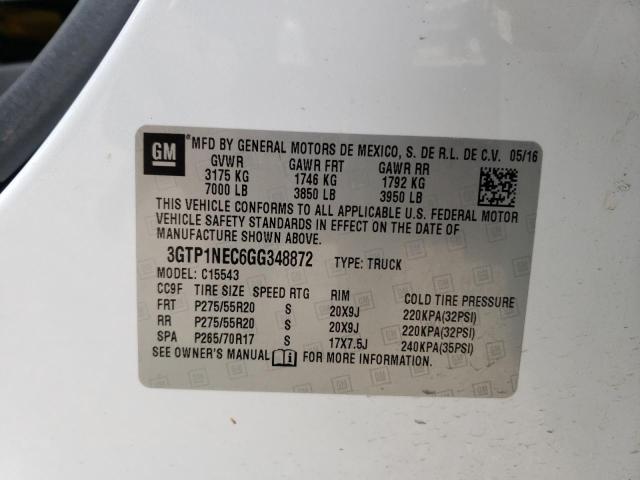 GM
®MFD BY GENERAL MOTORS DE MEXICO, S. DE R.L. DE C.V. 05/16
GVWR GAWR FRT GAWR RR
3175 KG 1746 KG 1792 KG
7000 LB 3850 LB 3950 LB
THIS VEHICLE CONFORMS TO ALL APPLICABLE U.S. FEDERAL MOTOR
VEHICLE SAFETY STANDARDS IN EFFECT ON THE DATE OF
MANUFACTURE SHOWN ABOVE.
3GTP1NEC6GG348872 TYPE: TRUCK
MODEL: C15543
CC9F TIRE SIZE SPEED RTG RIM COLD TIRE PRESSURE
FRT P275/55R20 S 20X9J 220KPA(32PSI)
RR P275/55R20 S 20X9J 220KPA(32PSI)
SPA P265/70R17 S 17X7.5J 240KPA(35PSI)
SEE OWNER'S MANUAL i FOR MORE INFORMATION.